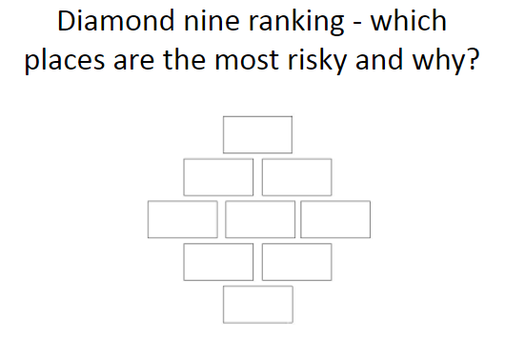 Diamond nine ranking - which
places are the most risky and why?